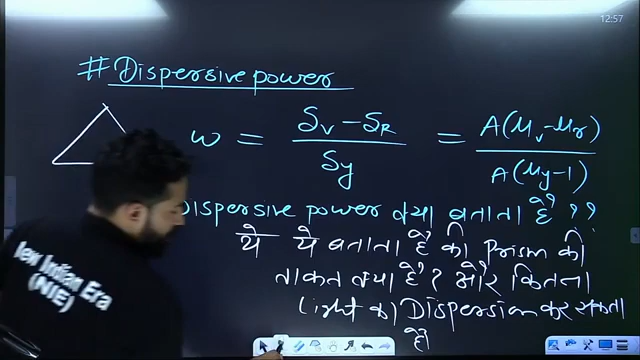 12:57
#Dispersive power
ω = δv - δR / δy = A(μv - μr) / A(μy - 1)
Dispersive power क्या बताता है ??
ये ये बताता है की Prism की
ताकत क्या है? और कितना
Light का Dispersion कर सकता
है
New Indian Era
(NIE)